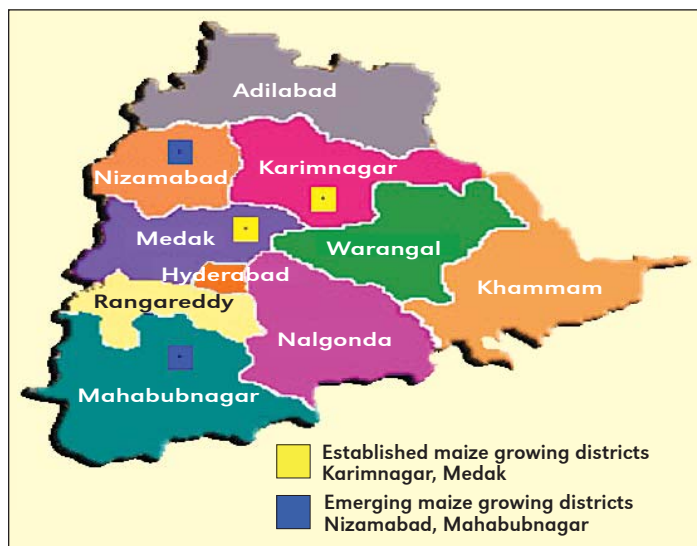 Adilabad
Karimnagar
Nizamabad
Medak
Warangal
Hyderabad
Khammam
Rangareddy
Nalgonda
Mahabubnagar
Established maize growing districts
Karimnagar, Medak
Emerging maize growing districts
Nizamabad, Mahabubnagar